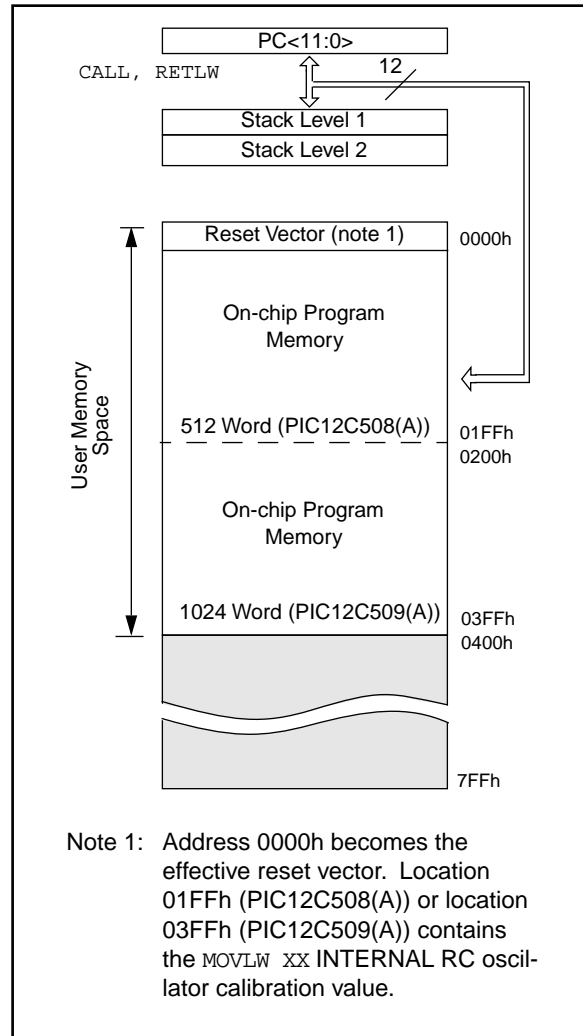 PC<11:0>
CALL, RETLW
12
Stack Level 1
Stack Level 2
Reset Vector (note 1)
0000h
On-chip Program
Memory
User Memory
Space
512 Word (PIC12C508(A))
01FFh
0200h
On-chip Program
Memory
1024 Word (PIC12C509(A))
03FFh
0400h
7FFh
Note 1: Address 0000h becomes the
effective reset vector. Location
01FFh (PIC12C508(A)) or location
03FFh (PIC12C509(A)) contains
the MOVLW XX INTERNAL RC oscil-
lator calibration value.